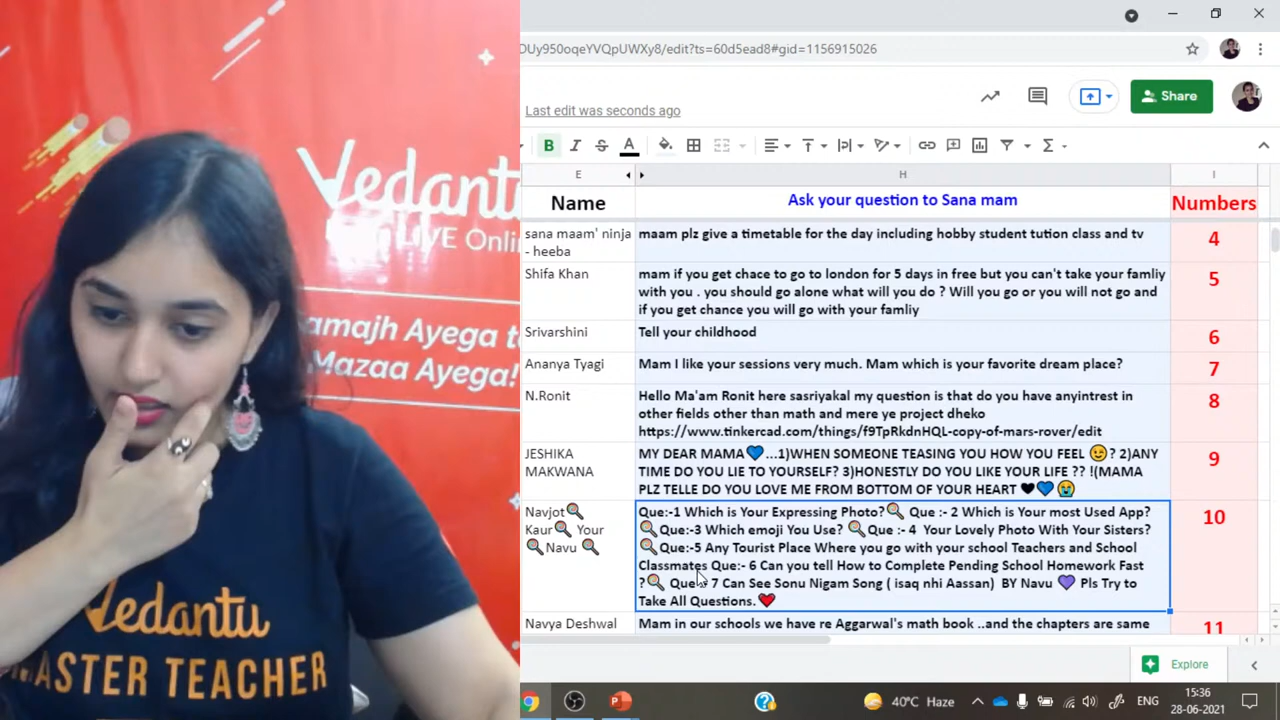 Vedantu
LIVE Onli
amajh Ayega t
Mazaa Ayega!
Vedantu
MASTER TEACHER
OUy950oqeYVQpUWXy8/edit?ts=60d5ead8#gid=1156915026
Last edit was seconds ago
Share
E
H
I
Name
Ask your question to Sana mam
Numbers
sana maam' ninja
- heeba
maam plz give a timetable for the day including hobby student tution class and tv
4
Shifa Khan
mam if you get chace to go to london for 5 days in free but you can't take your famliy
with you . you should go alone what will you do ? Will you go or you will not go and
if you get chance you will go with your famliy
5
Srivarshini
Tell your childhood
6
Ananya Tyagi
Mam I like your sessions very much. Mam which is your favorite dream place?
7
N.Ronit
Hello Ma'am Ronit here sasriyakal my question is that do you have anyintrest in
other fields other than math and mere ye project dheko
https://www.tinkercad.com/things/f9TpRkdnHQL-copy-of-mars-rover/edit
8
JESHIKA
MAKWANA
MY DEAR MAMA💙...1)WHEN SOMEONE TEASING YOU HOW YOU FEEL 😉? 2)ANY
TIME DO YOU LIE TO YOURSELF? 3)HONESTLY DO YOU LIKE YOUR LIFE ?? !(MAMA
PLZ TELLE DO YOU LOVE ME FROM BOTTOM OF YOUR HEART 🖤💙😭
9
Navjot🍭
Kaur🍭 Your
🍭Navu 🍭
Que:-1 Which is Your Expressing Photo?🍭 Que :- 2 Which is Your most Used App?
🍭Que:-3 Which emoji You Use? 🍭Que :- 4 Your Lovely Photo With Your Sisters?
🍭Que:-5 Any Tourist Place Where you go with your school Teachers and School
Classmates Que:- 6 Can you tell How to Complete Pending School Homework Fast
?🍭 Que:- 7 Can See Sonu Nigam Song ( isaq nhi Aassan) BY Navu 💜 Pls Try to
Take All Questions.❤️
10
Navya Deshwal
Mam in our schools we have re Aggarwal's math book ..and the chapters are same
11
Explore
40°C Haze
ENG
15:36
28-06-2021